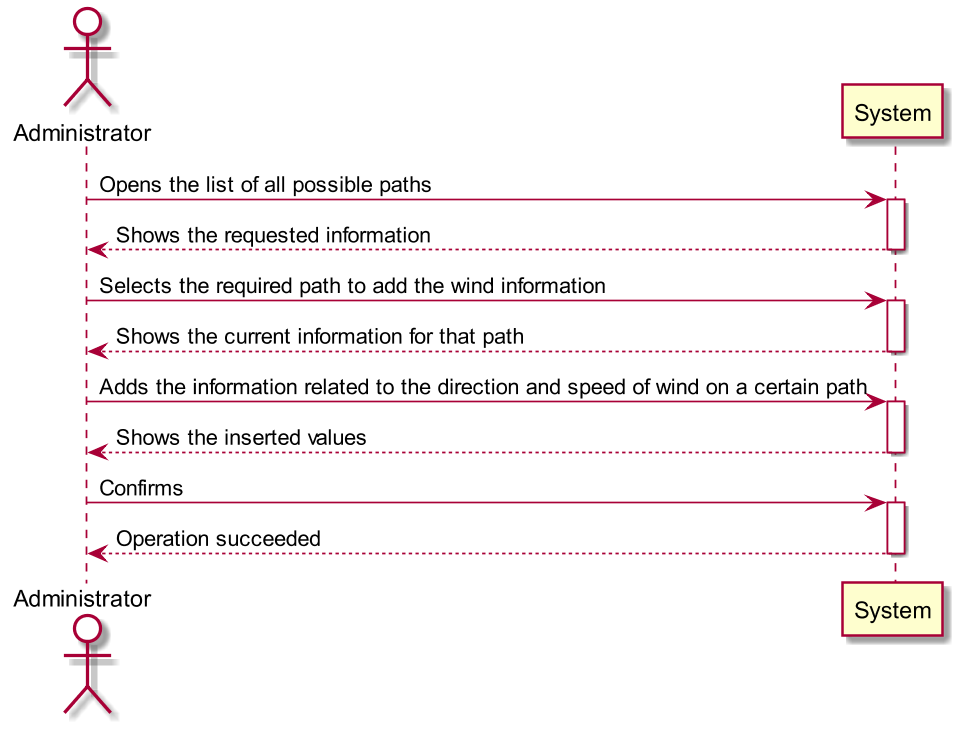 Administrator
System
Opens the list of all possible paths
Shows the requested information
Selects the required path to add the wind information
Shows the current information for that path
Adds the information related to the direction and speed of wind on a certain path
Shows the inserted values
Confirms
Operation succeeded
Administrator
System